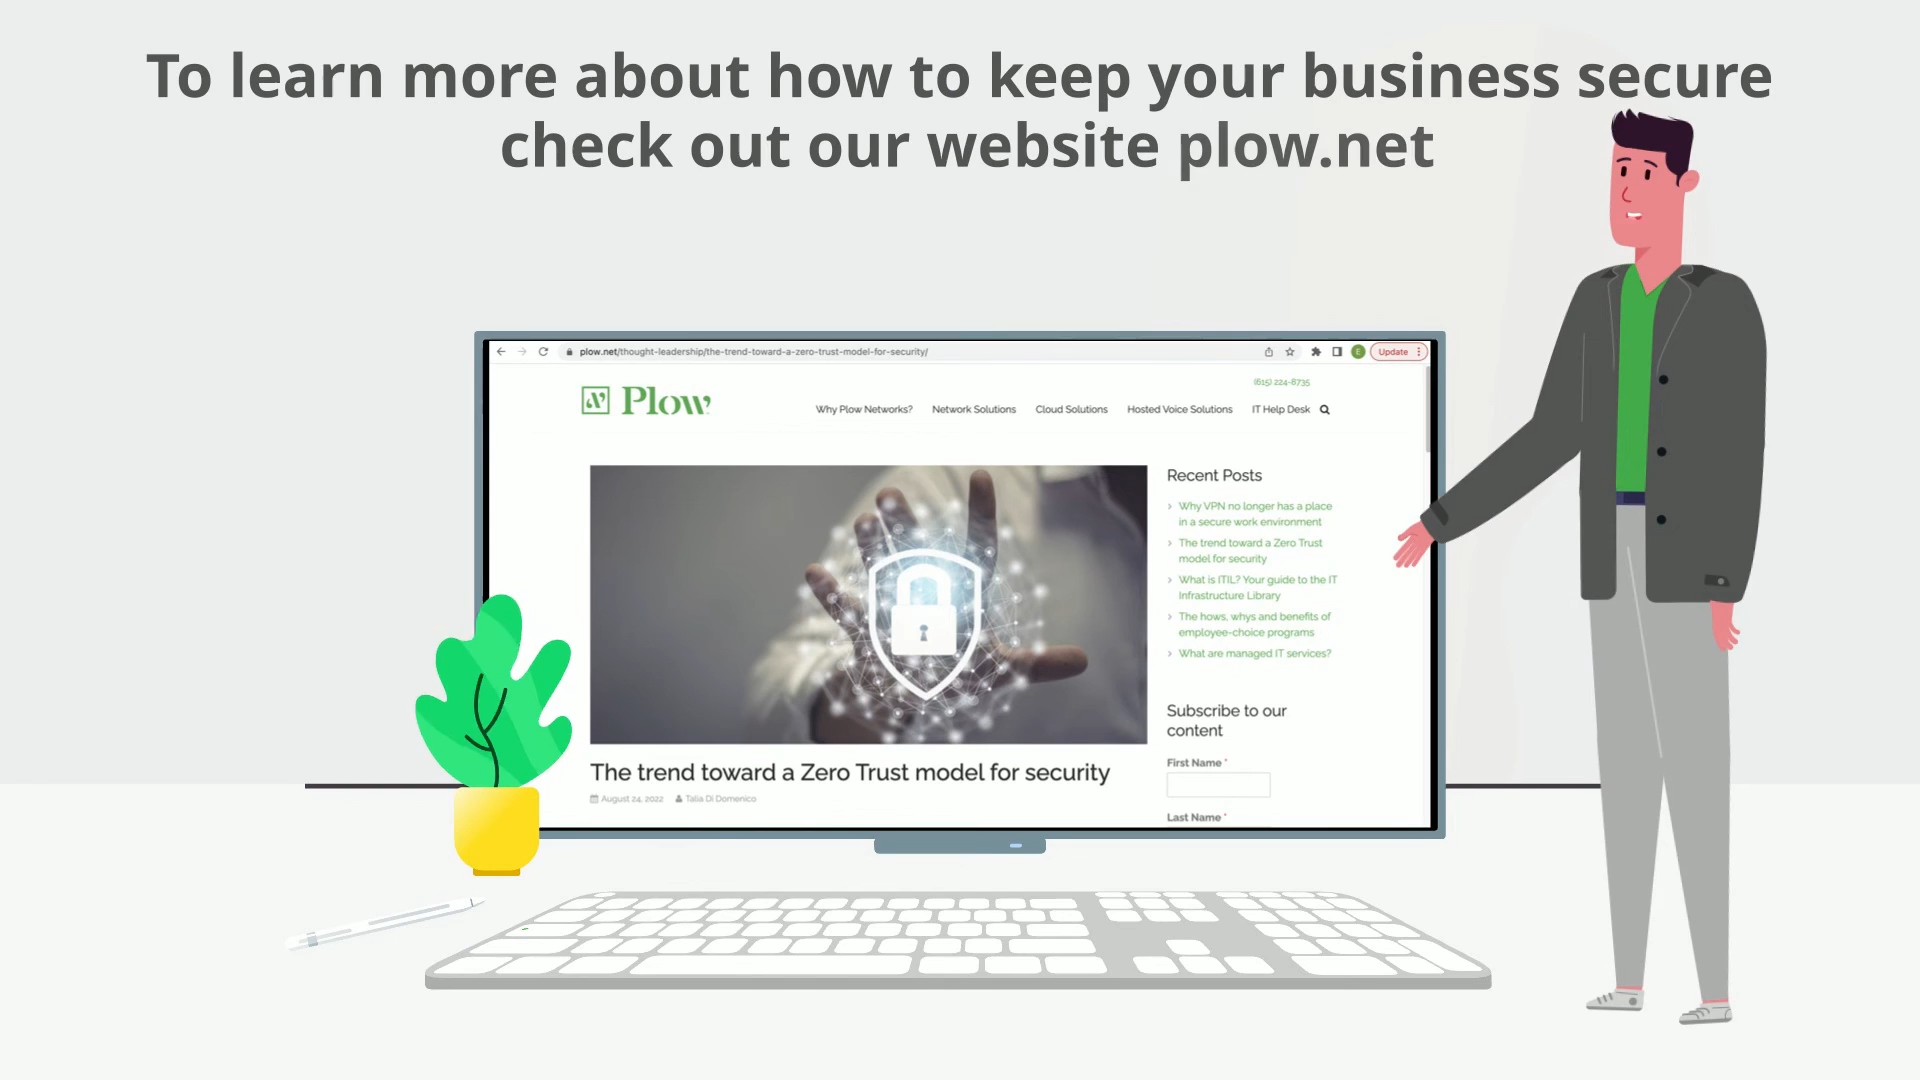 To learn more about how to keep your business secure
check out our website plow.net
plow.net/thought-leadership/the-trend-toward-a-zero-trust-model-for-security/
E
Update
(615) 224-8735
Plow
Why Plow Networks?
Network Solutions
Cloud Solutions
Hosted Voice Solutions
IT Help Desk
Recent Posts
Why VPN no longer has a place
in a secure work environment
The trend toward a Zero Trust
model for security
What is ITIL? Your guide to the IT
Infrastructure Library
The hows, whys and benefits of
employee-choice programs
What are managed IT services?
Subscribe to our
content
First Name *
Last Name *
The trend toward a Zero Trust model for security
August 24, 2022
Talia Di Domenico